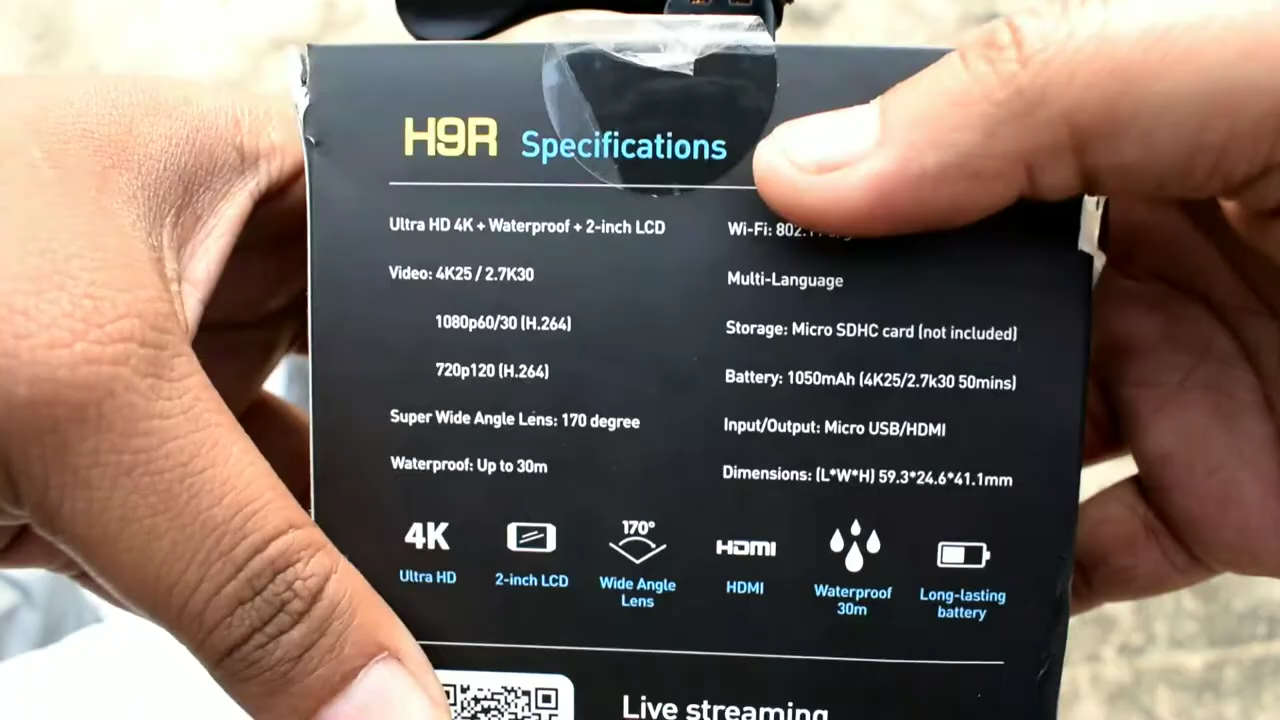 H9R Specifications
Ultra HD 4K + Waterproof + 2-inch LCD
Video: 4K25 / 2.7K30
1080p60/30 (H.264)
720p120 (H.264)
Super Wide Angle Lens: 170 degree
Waterproof: Up to 30m
Wi-Fi:
Multi-Language
Storage: Micro SDHC card (not included)
Battery: 1050mAh (4K25/2.7k30 50mins)
Input/Output: Micro USB/HDMI
Dimensions: (L*W*H) 59.3*24.6*41.1mm
4K
Ultra HD
2-inch LCD
170°
Wide Angle
Lens
HDMI
HDMI
Waterproof
30m
Long-lasting
battery
Live streaming